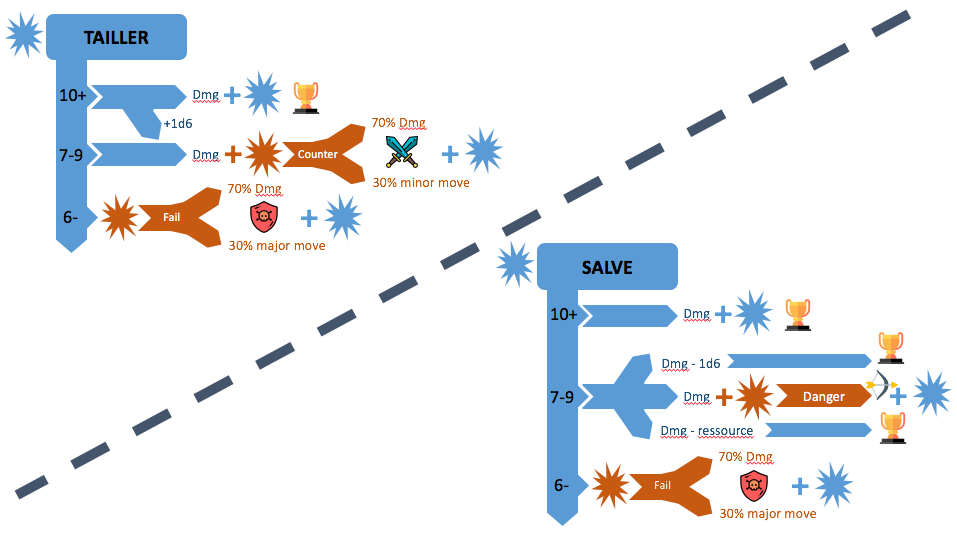 TAILLER
10+
Dmg
+1d6
7-9
Dmg
Counter
70% Dmg
30% minor move
6-
Fail
70% Dmg
30% major move
SALVE
10+
Dmg
Dmg - 1d6
7-9
Dmg
Danger
Dmg - ressource
6-
Fail
70% Dmg
30% major move